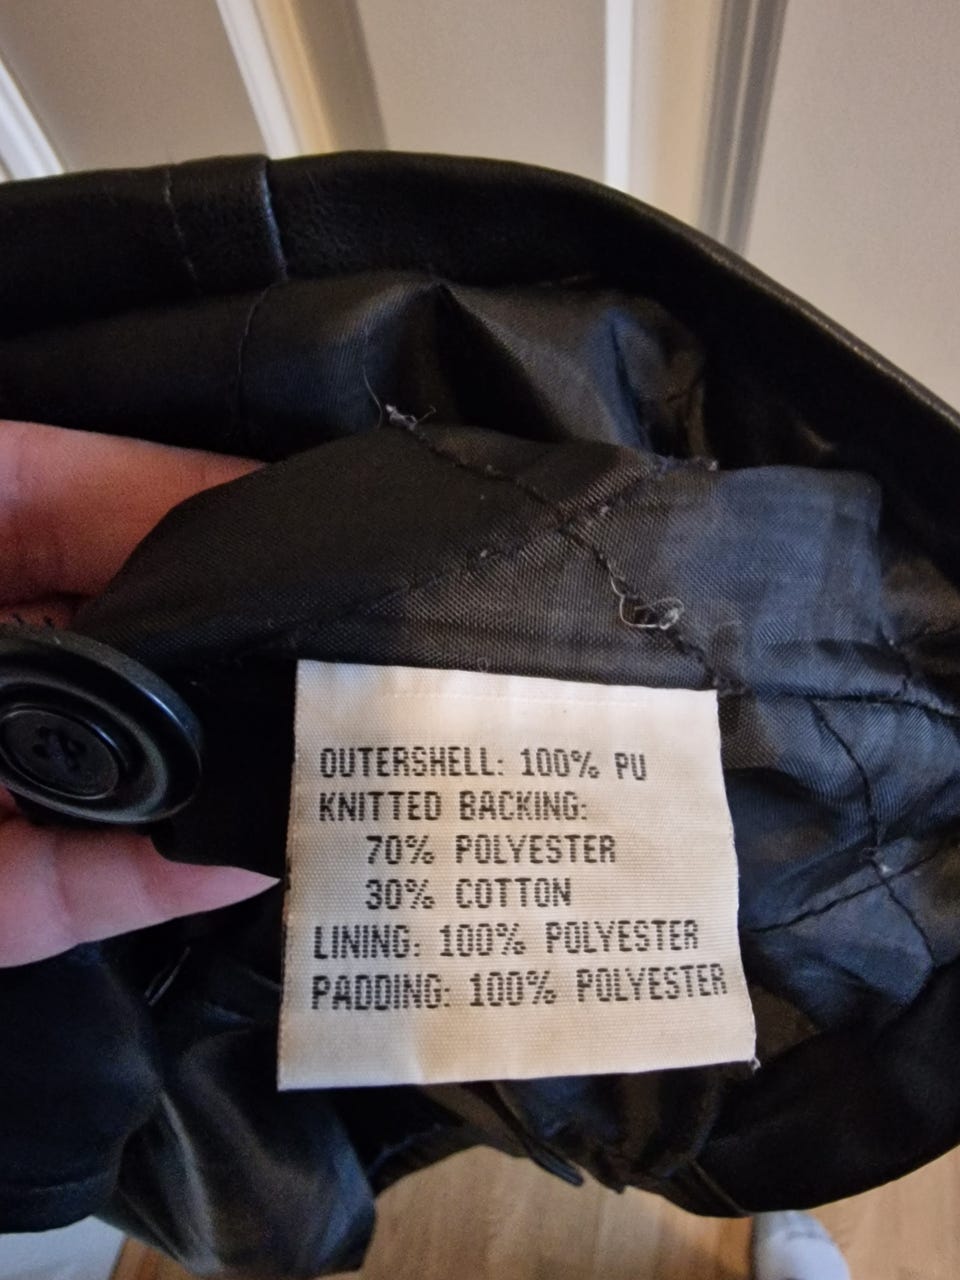 OUTERSHELL: 100% PU
KNITTED BACKING:
70% POLYESTER
30% COTTON
LINING: 100% POLYESTER
PADDING: 100% POLYESTER